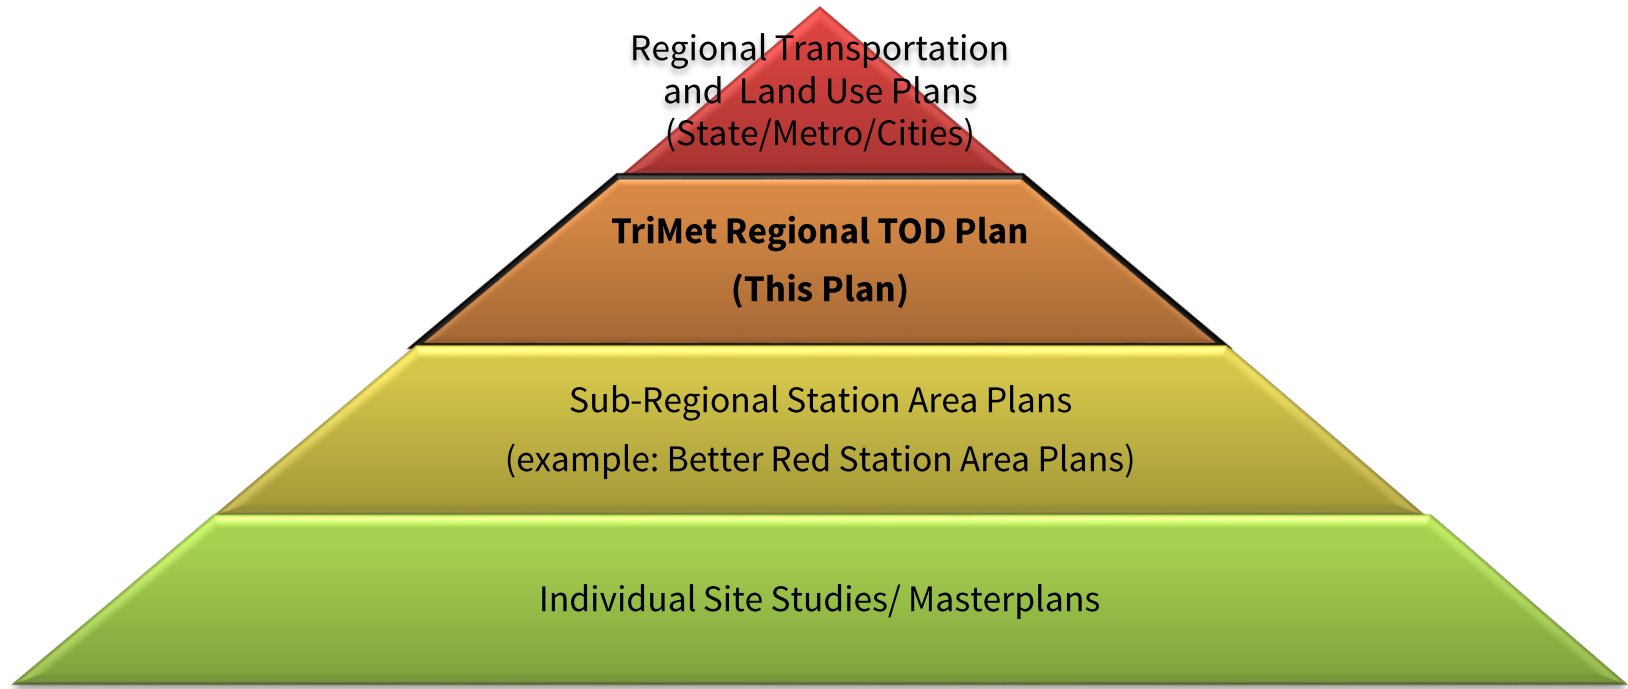 Regional Transportation
and Land Use Plans
(State/Metro/Cities)
TriMet Regional TOD Plan
(This Plan)
Sub-Regional Station Area Plans
(example: Better Red Station Area Plans)
Individual Site Studies/ Masterplans